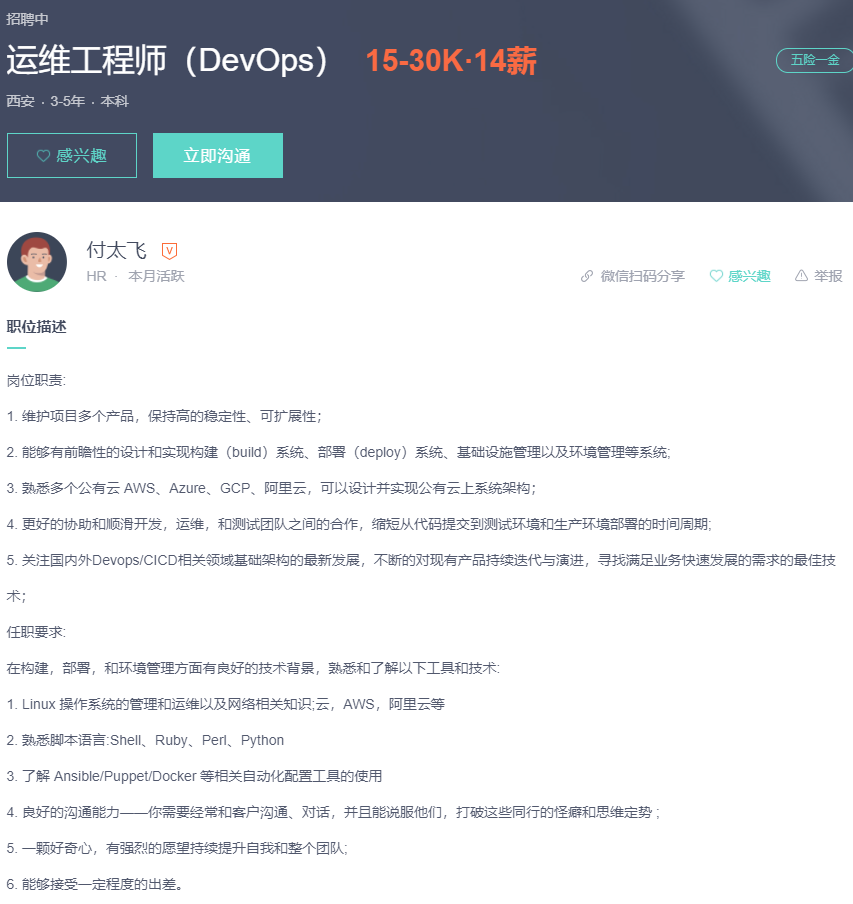 招聘中
运维工程师（DevOps） 15-30K·14薪
五险一金
西安 · 3-5年 · 本科
感兴趣 立即沟通
付太飞 V
HR · 本月活跃
微信扫码分享 感兴趣 举报
职位描述
岗位职责:
1. 维护项目多个产品，保持高的稳定性、可扩展性；
2. 能够有前瞻性的设计和实现构建（build）系统、部署（deploy）系统、基础设施管理以及环境管理等系统;
3. 熟悉多个公有云 AWS、Azure、GCP、阿里云，可以设计并实现公有云上系统架构；
4. 更好的协助和顺滑开发，运维，和测试团队之间的合作，缩短从代码提交到测试环境和生产环境部署的时间周期;
5. 关注国内外Devops/CICD相关领域基础架构的最新发展，不断的对现有产品持续迭代与演进，寻找满足业务快速发展的需求的最佳技
术；
任职要求:
在构建，部署，和环境管理方面有良好的技术背景，熟悉和了解以下工具和技术:
1. Linux 操作系统的管理和运维以及网络相关知识;云，AWS，阿里云等
2. 熟悉脚本语言:Shell、Ruby、Perl、Python
3. 了解 Ansible/Puppet/Docker 等相关自动化配置工具的使用
4. 良好的沟通能力——你需要经常和客户沟通、对话，并且能说服他们，打破这些同行的怪癖和思维定势 ;
5. 一颗好奇心，有强烈的愿望持续提升自我和整个团队;
6. 能够接受一定程度的出差。